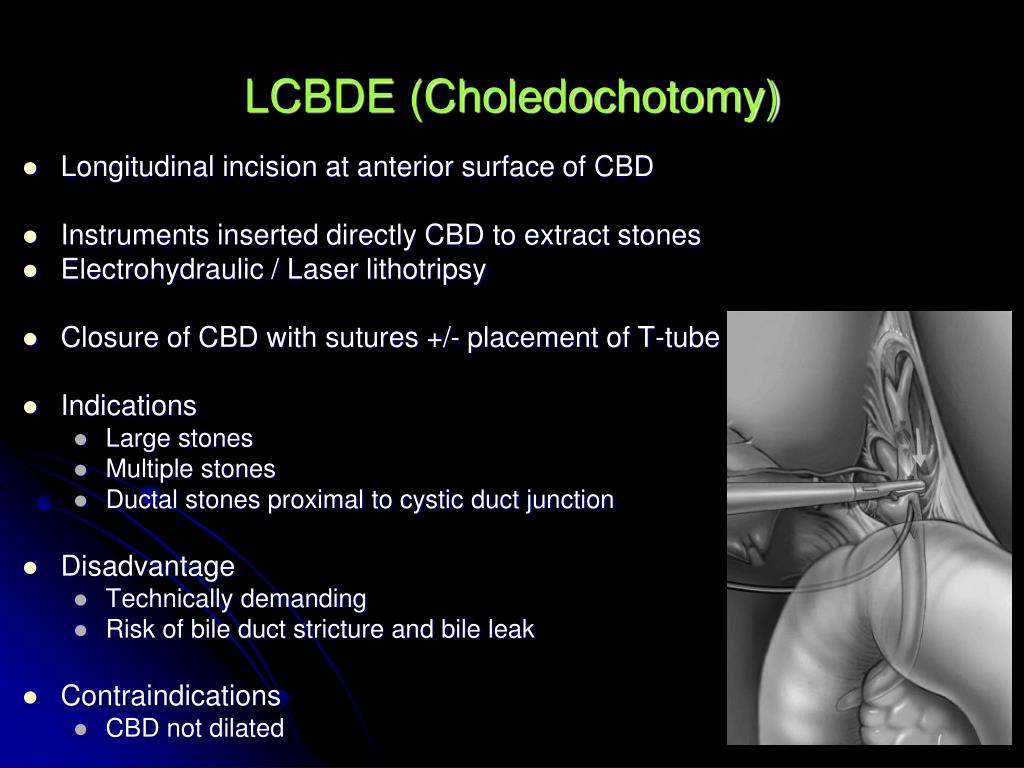 LCBDE (Choledochotomy)
Longitudinal incision at anterior surface of CBD
Instruments inserted directly CBD to extract stones
Electrohydraulic / Laser lithotripsy
Closure of CBD with sutures +/- placement of T-tube
Indications
Large stones
Multiple stones
Ductal stones proximal to cystic duct junction
Disadvantage
Technically demanding
Risk of bile duct stricture and bile leak
Contraindications
CBD not dilated